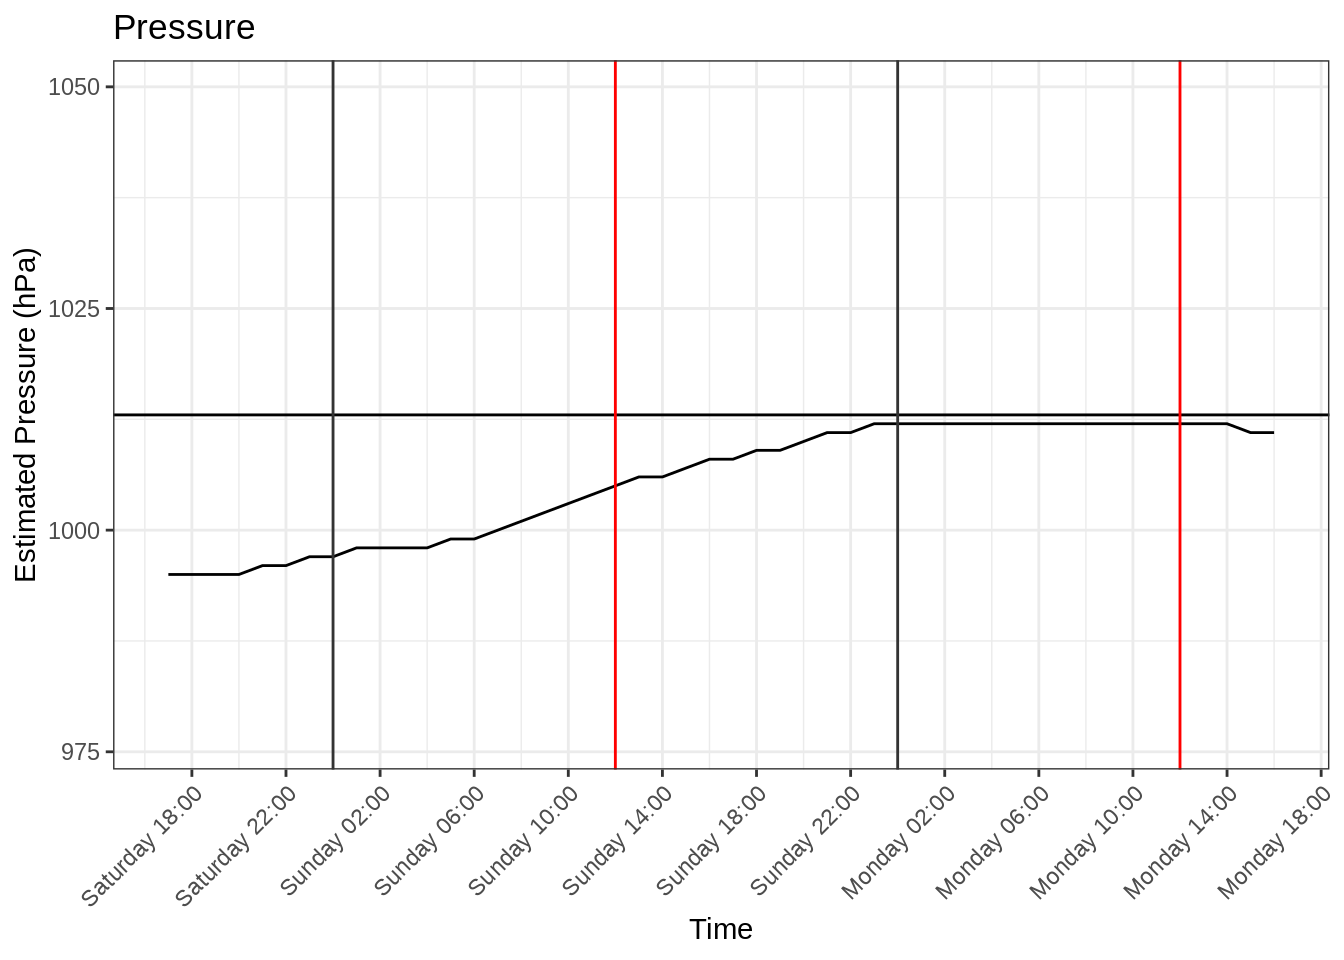 Pressure
Estimated Pressure (hPa)
1050
1025
1000
975
Saturday 18:00
Saturday 22:00
Sunday 02:00
Sunday 06:00
Sunday 10:00
Sunday 14:00
Sunday 18:00
Sunday 22:00
Monday 02:00
Monday 06:00
Monday 10:00
Monday 14:00
Monday 18:00
Time